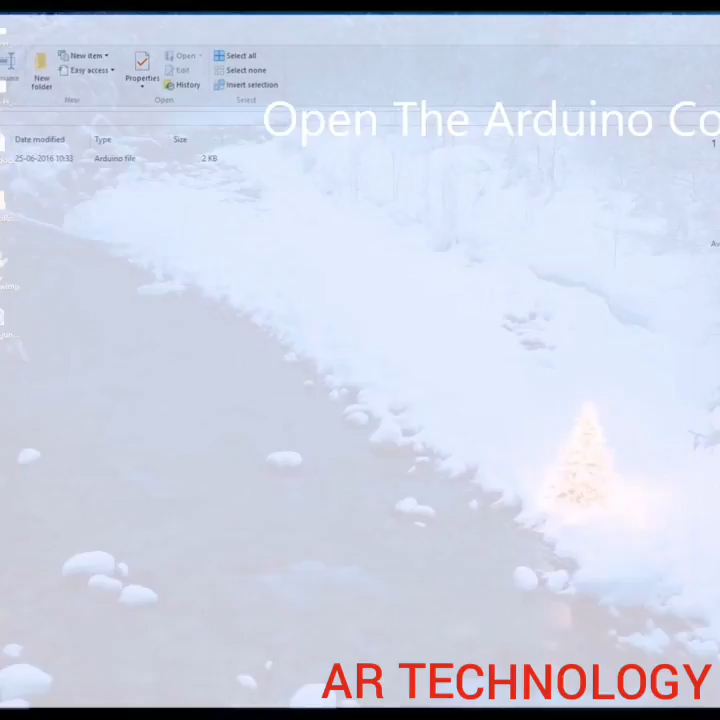 New item
Open
Select all
Easy access
Edit
Select none
New
folder
Properties
History
Invert selection
New
Open
Select
Open The Arduino Co
Date modified
Type
Size
1
25-06-2016 10:33
Arduino file
2 KB
AR TECHNOLOGY